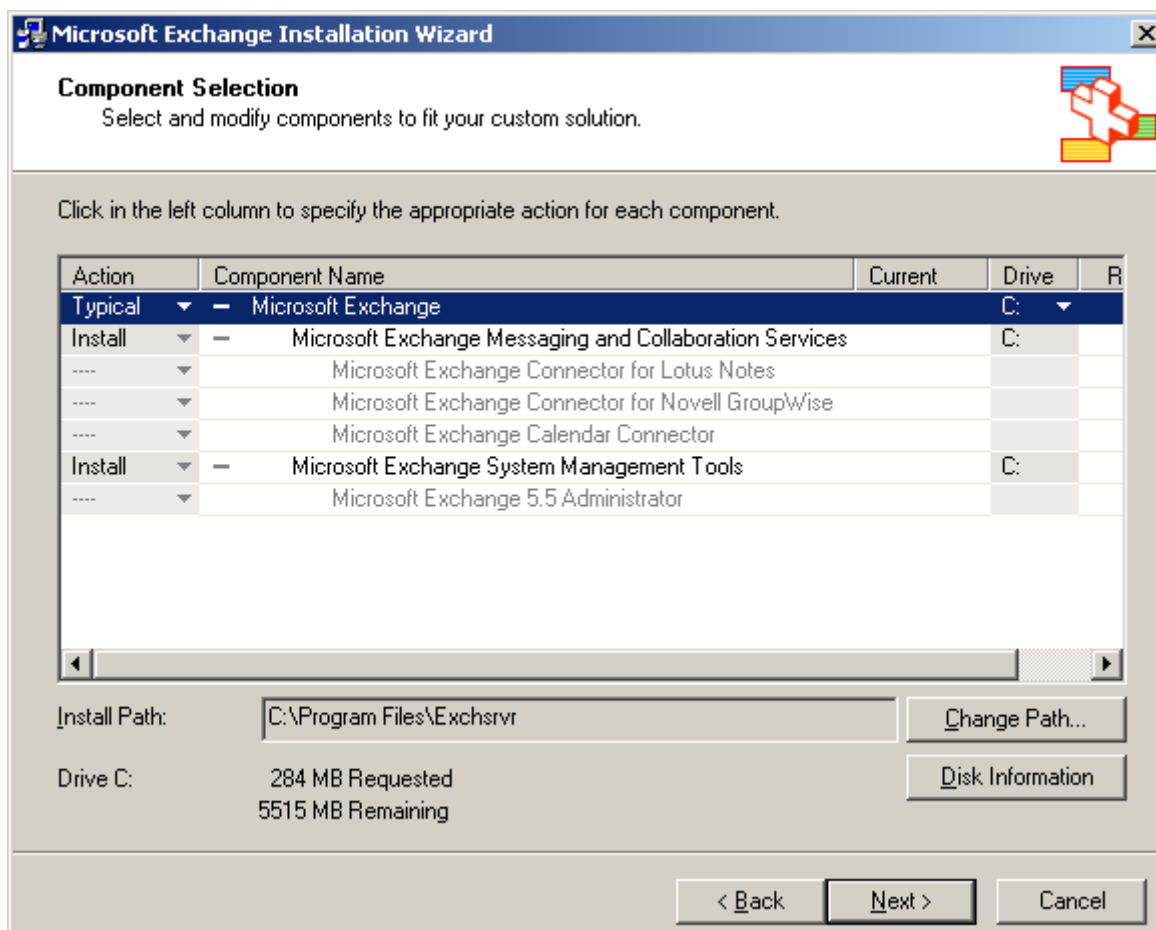 Microsoft Exchange Installation Wizard
Component Selection
Select and modify components to fit your custom solution.
Click in the left column to specify the appropriate action for each component.
Action Component Name Current Drive R
Typical Microsoft Exchange C:
Install Microsoft Exchange Messaging and Collaboration Services C:
---- Microsoft Exchange Connector for Lotus Notes
---- Microsoft Exchange Connector for Novell GroupWise
---- Microsoft Exchange Calendar Connector
Install Microsoft Exchange System Management Tools C:
---- Microsoft Exchange 5.5 Administrator
Install Path: C:\Program Files\Exchsrvr Change Path...
Drive C: 284 MB Requested Disk Information
5515 MB Remaining
< Back Next > Cancel